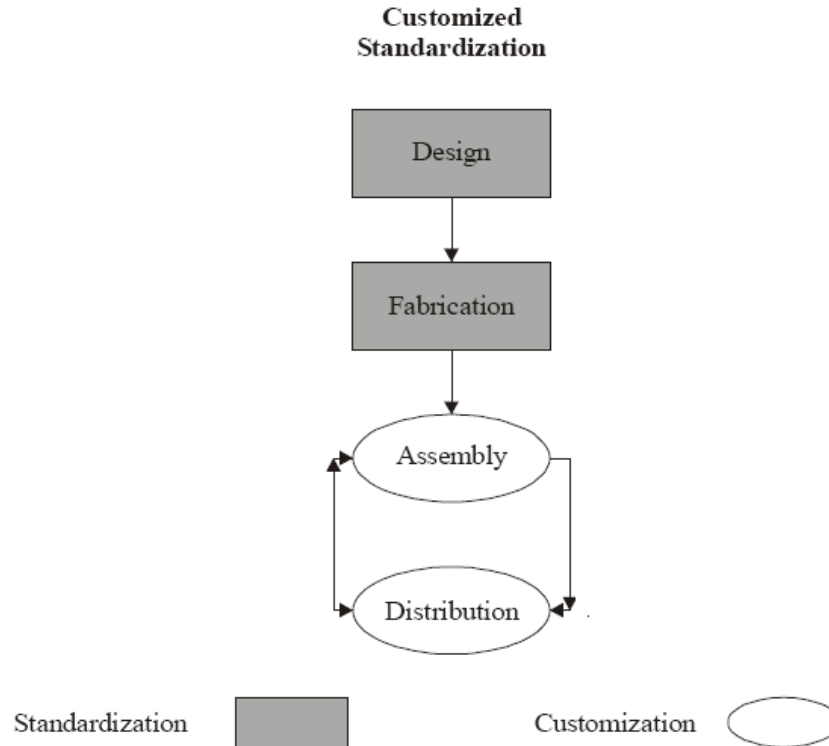 Customized
Standardization
Design
Fabrication
Assembly
Distribution
Standardization
Customization